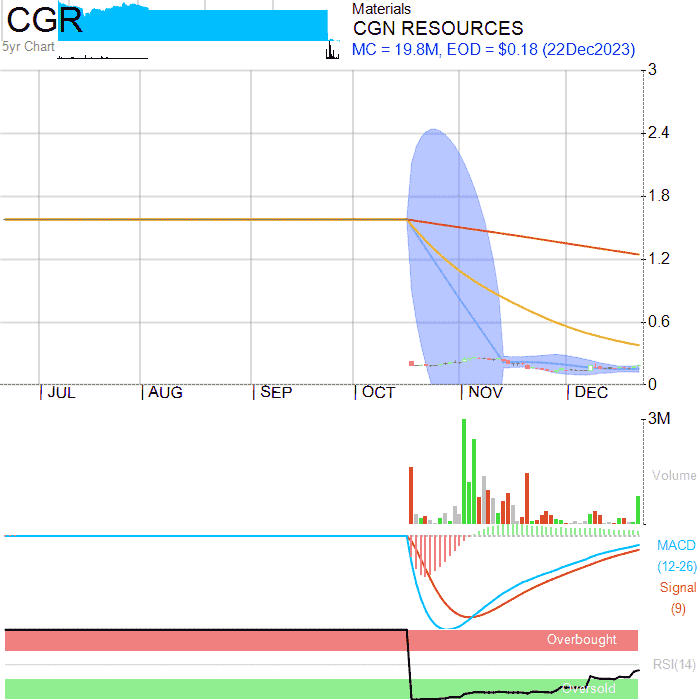 CGR
5yr Chart
Materials
CGN RESOURCES
MC = 19.8M, EOD = $0.18 (22Dec2023)
3
2.4
1.8
1.2
0.6
0
JUL AUG SEP OCT NOV DEC
3M
Volume
MACD
(12-26)
Signal
(9)
Overbought
RSI(14)
Oversold